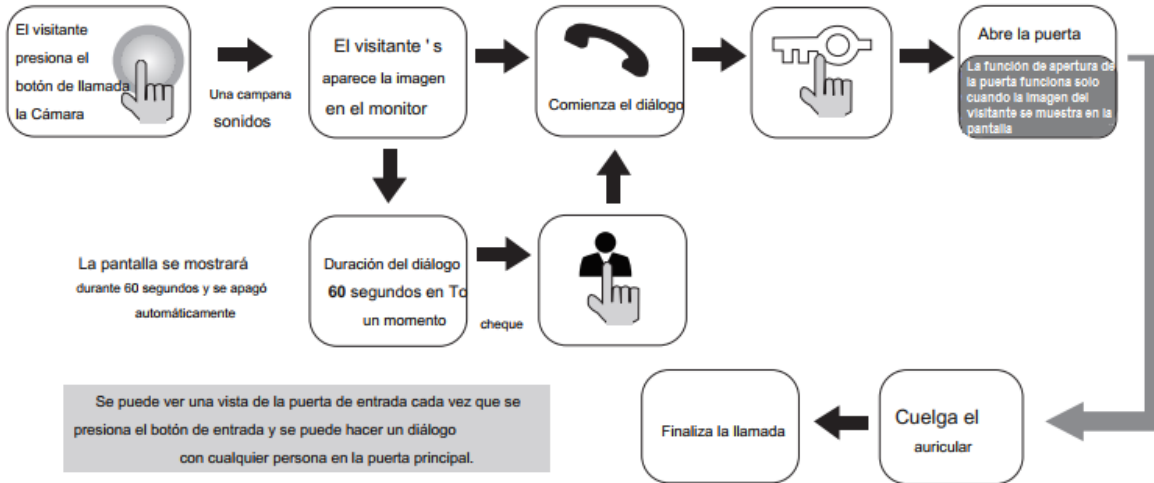 El visitante
presiona el
botón de llamada
la Cámara
Una campana
sonidos
El visitante ' s
aparece la imagen
en el monitor
Comienza el diálogo
Abre la puerta
La función de apertura de
la puerta funciona solo
cuando la imagen del
visitante se muestra en la
pantalla
La pantalla se mostrará
durante 60 segundos y se apagó
automáticamente
Duración del diálogo
60 segundos en To
un momento
cheque
Se puede ver una vista de la puerta de entrada cada vez que se
presiona el botón de entrada y se puede hacer un diálogo
con cualquier persona en la puerta principal.
Finaliza la llamada
Cuelga el
auricular